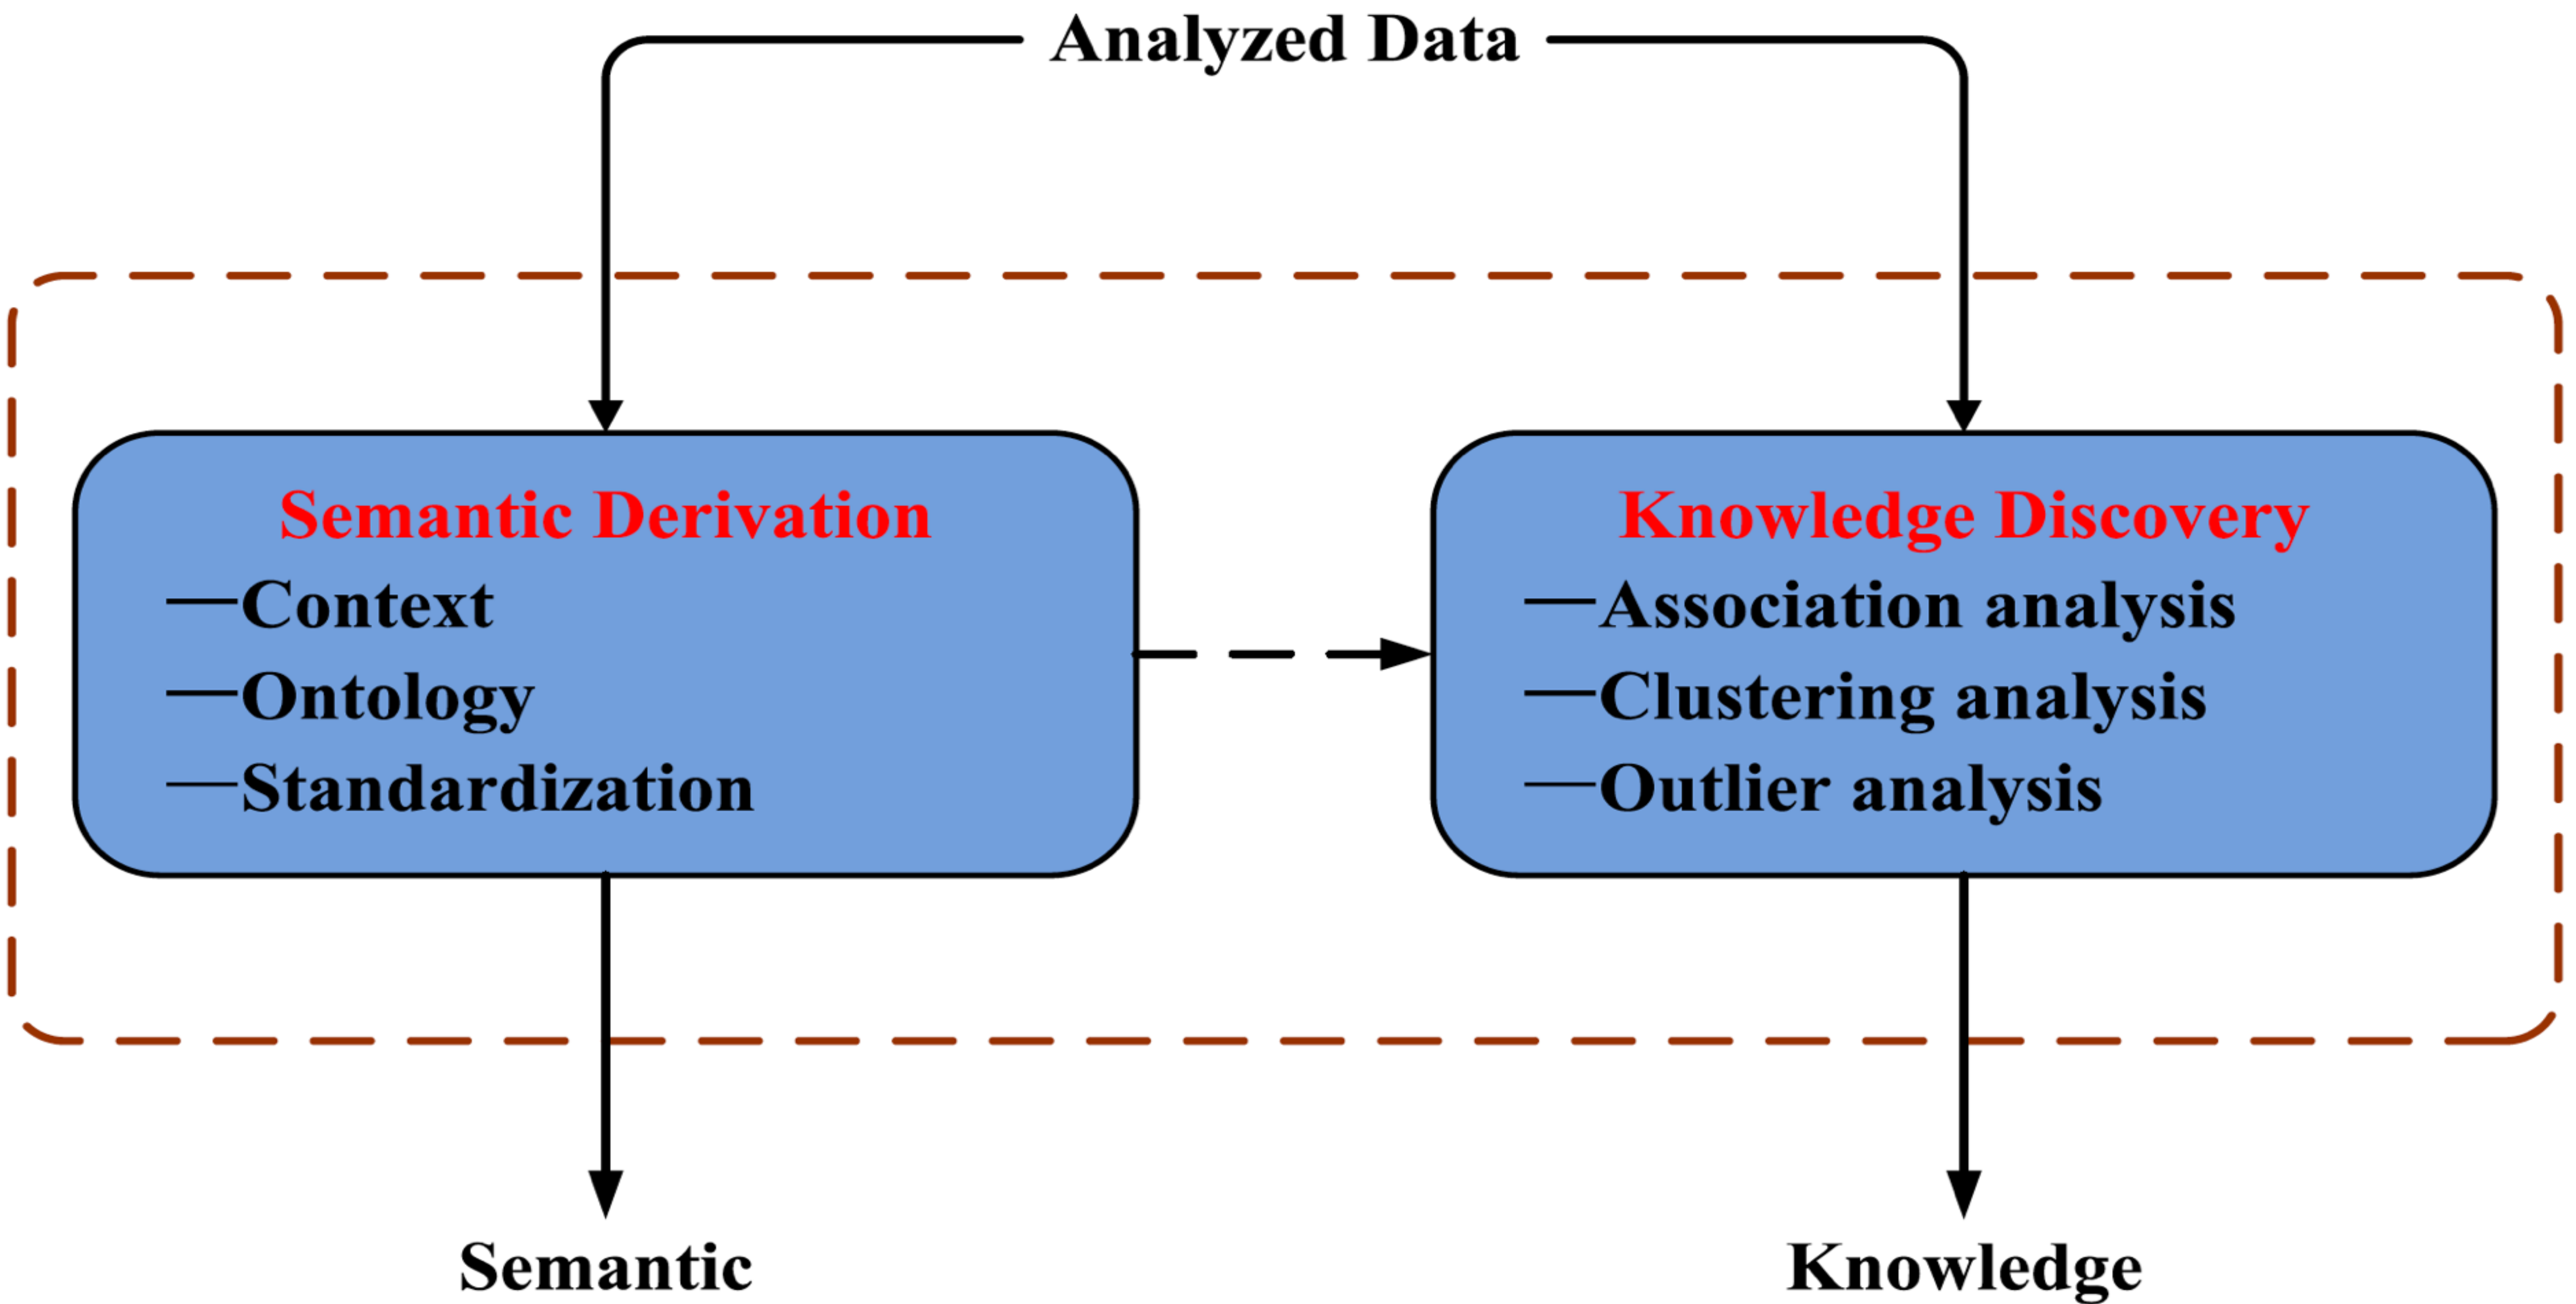 Analyzed Data
Semantic Derivation
—Context
—Ontology
—Standardization
Knowledge Discovery
—Association analysis
—Clustering analysis
—Outlier analysis
Semantic
Knowledge